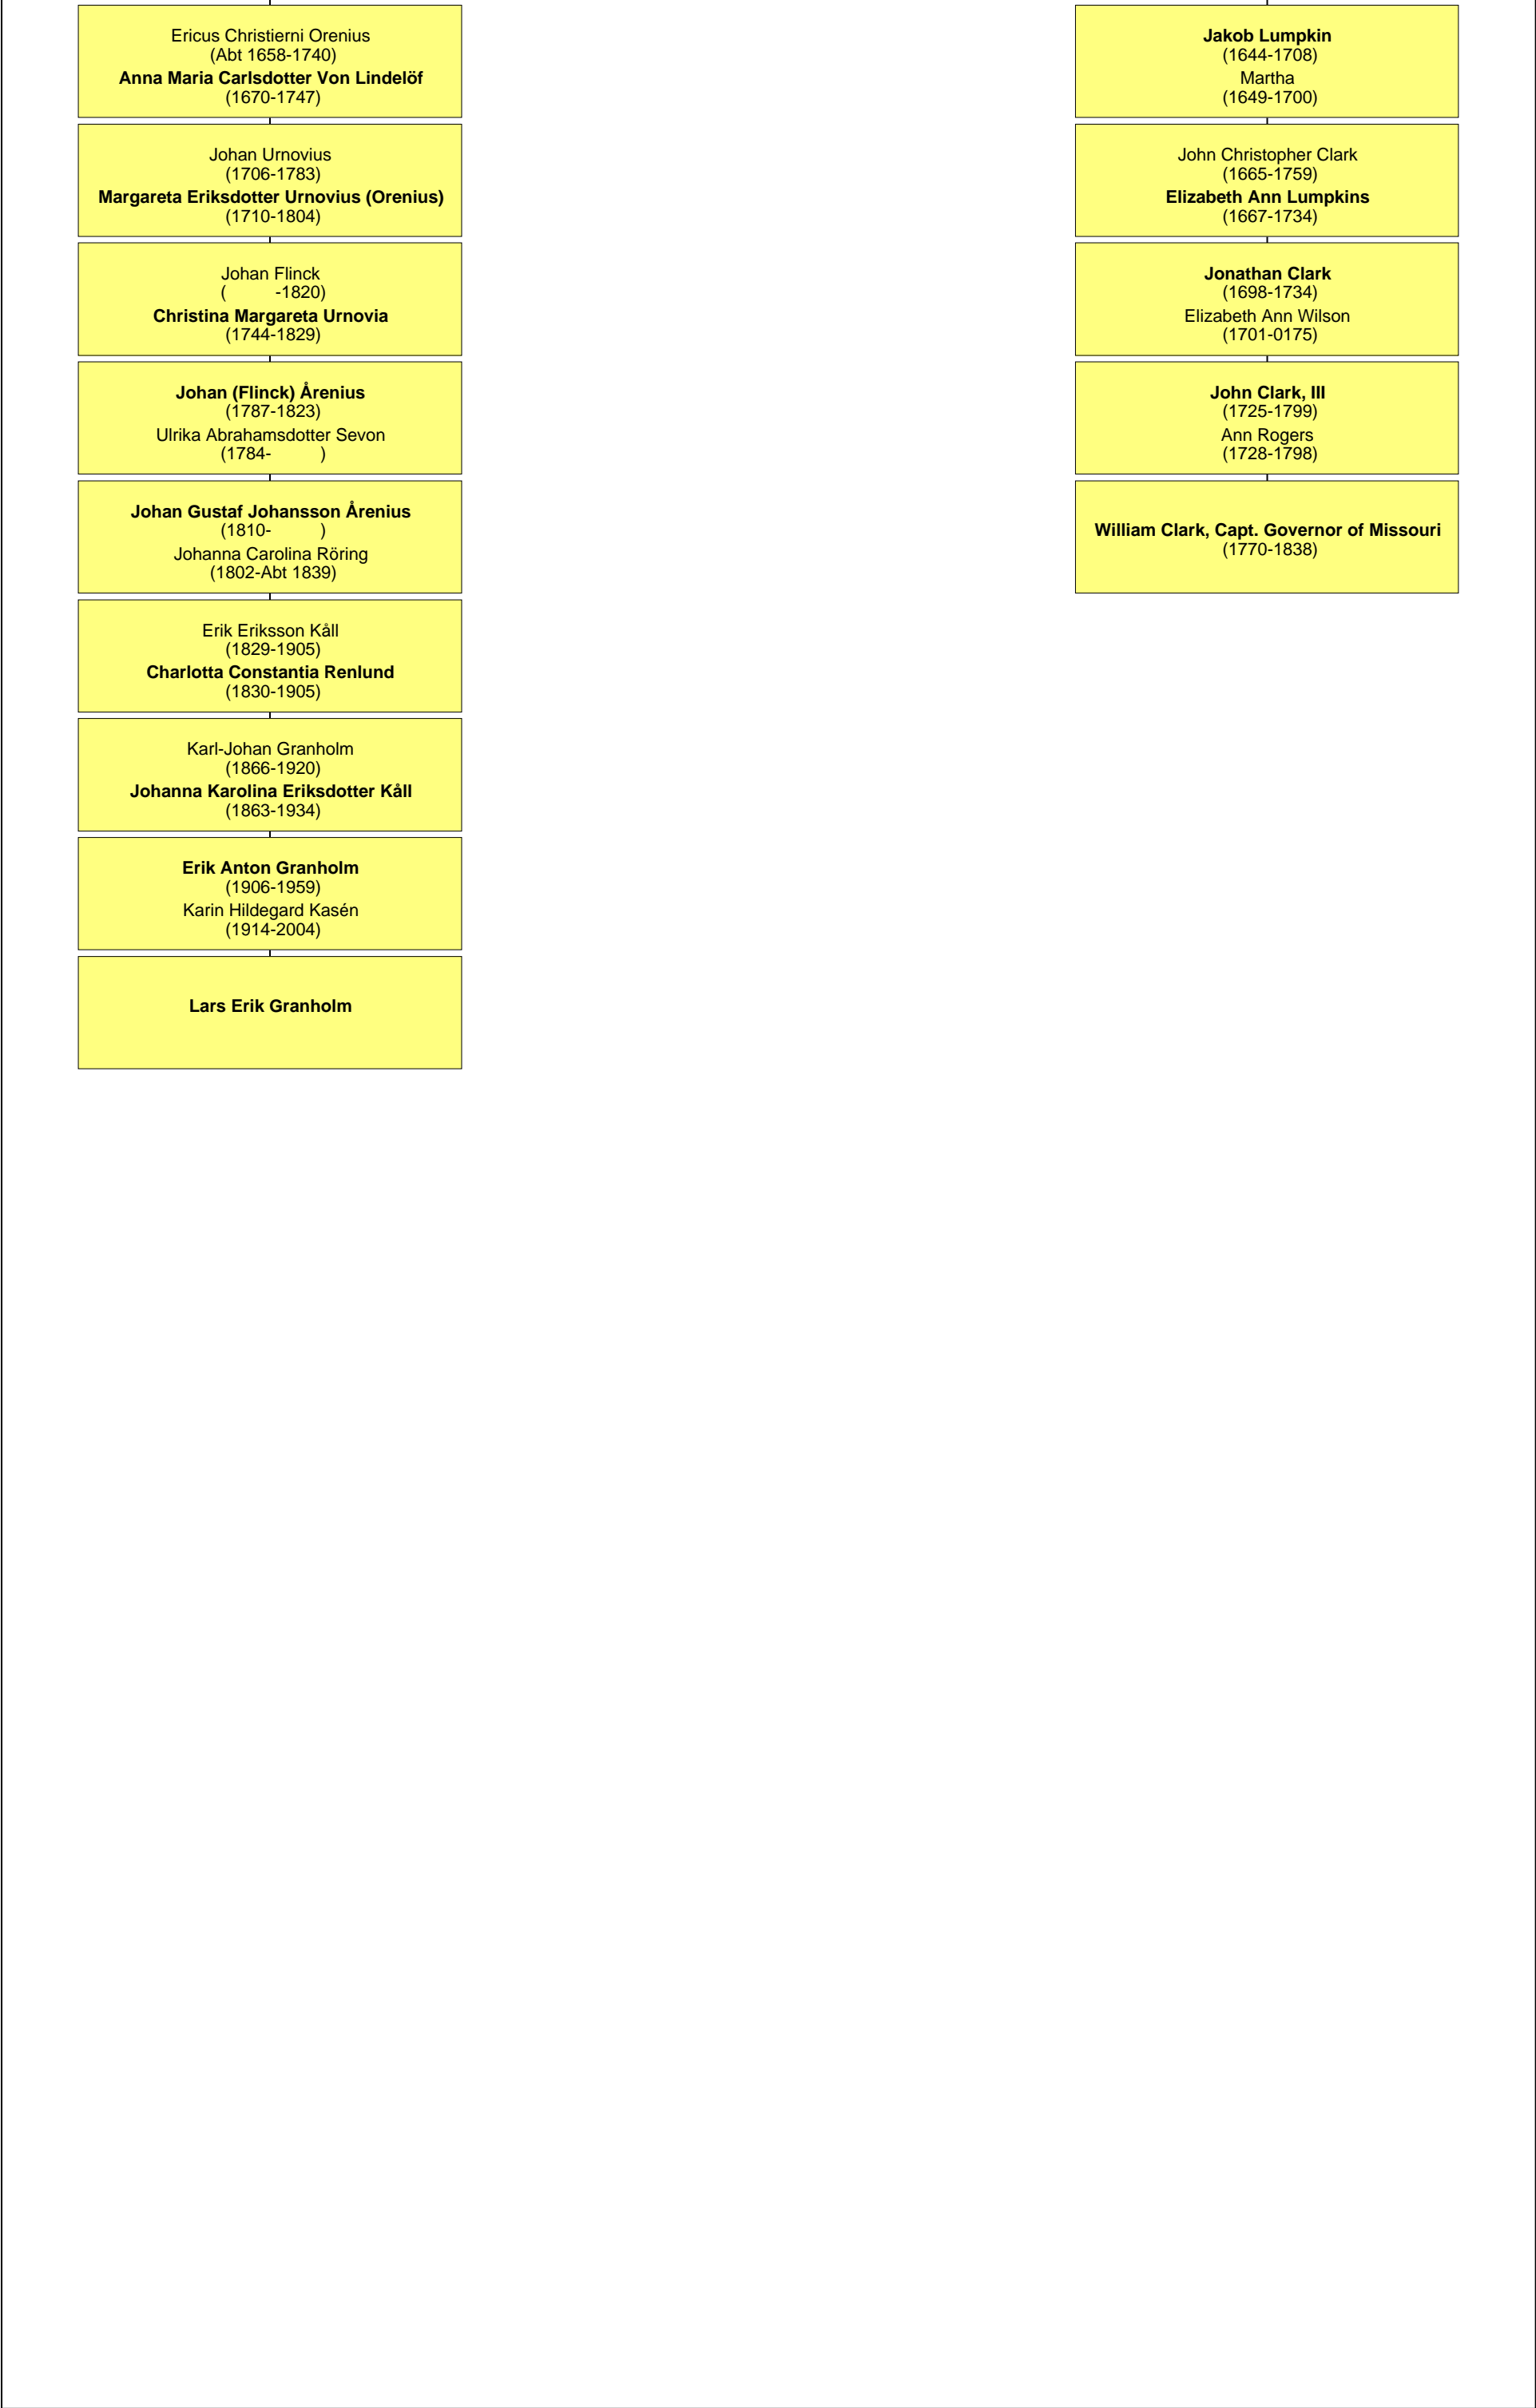 Ericus Christierni Orenius
(Abt 1658-1740)
Anna Maria Carlsdotter Von Lindelöf
(1670-1747)
Johan Urnovius
(1706-1783)
Margareta Eriksdotter Urnovius (Orenius)
(1710-1804)
Johan Flinck
( -1820)
Christina Margareta Urnovia
(1744-1829)
Johan (Flinck) Årenius
(1787-1823)
Ulrika Abrahamsdotter Sevon
(1784- )
Johan Gustaf Johansson Årenius
(1810- )
Johanna Carolina Röring
(1802-Abt 1839)
Erik Eriksson Kåll
(1829-1905)
Charlotta Constantia Renlund
(1830-1905)
Karl-Johan Granholm
(1866-1920)
Johanna Karolina Eriksdotter Kåll
(1863-1934)
Erik Anton Granholm
(1906-1959)
Karin Hildegard Kasén
(1914-2004)
Lars Erik Granholm
Jakob Lumpkin
(1644-1708)
Martha
(1649-1700)
John Christopher Clark
(1665-1759)
Elizabeth Ann Lumpkins
(1667-1734)
Jonathan Clark
(1698-1734)
Elizabeth Ann Wilson
(1701-0175)
John Clark, III
(1725-1799)
Ann Rogers
(1728-1798)
William Clark, Capt. Governor of Missouri
(1770-1838)